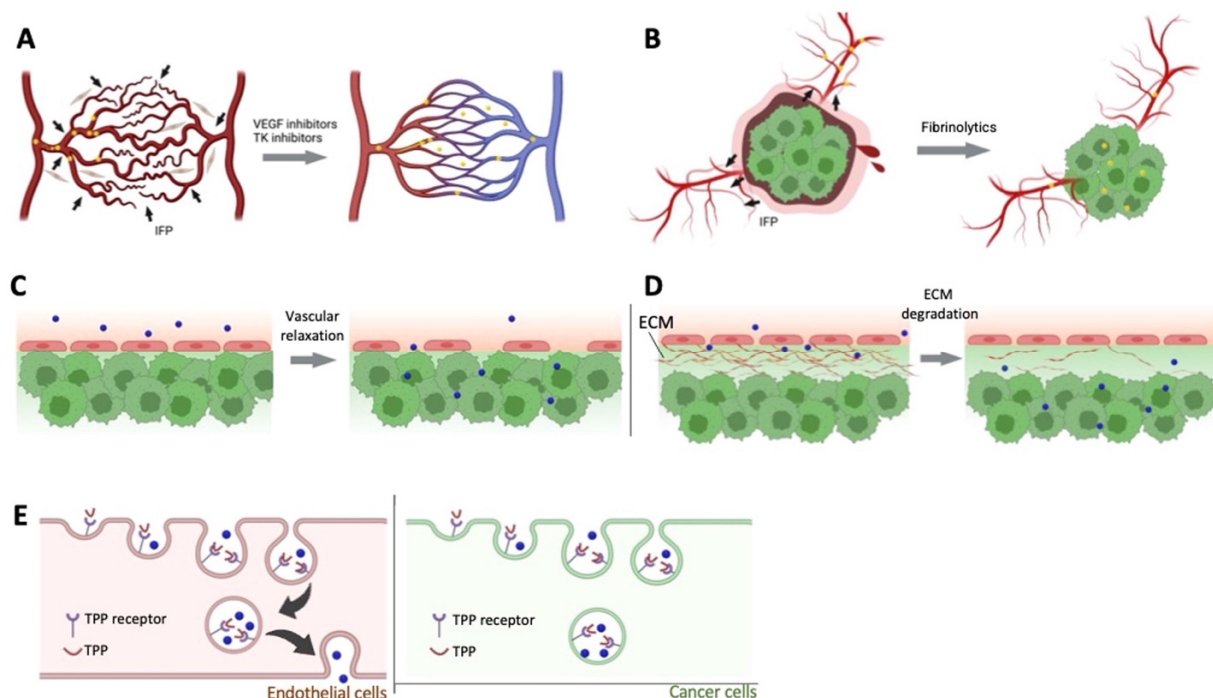 A
VEGF inhibitors
TK inhibitors
IFP
B
Fibrinolytics
IFP
C
Vascular
relaxation
D
ECM
ECM
degradation
E
TPP receptor
TPP
Endothelial cells
TPP receptor
TPP
Cancer cells